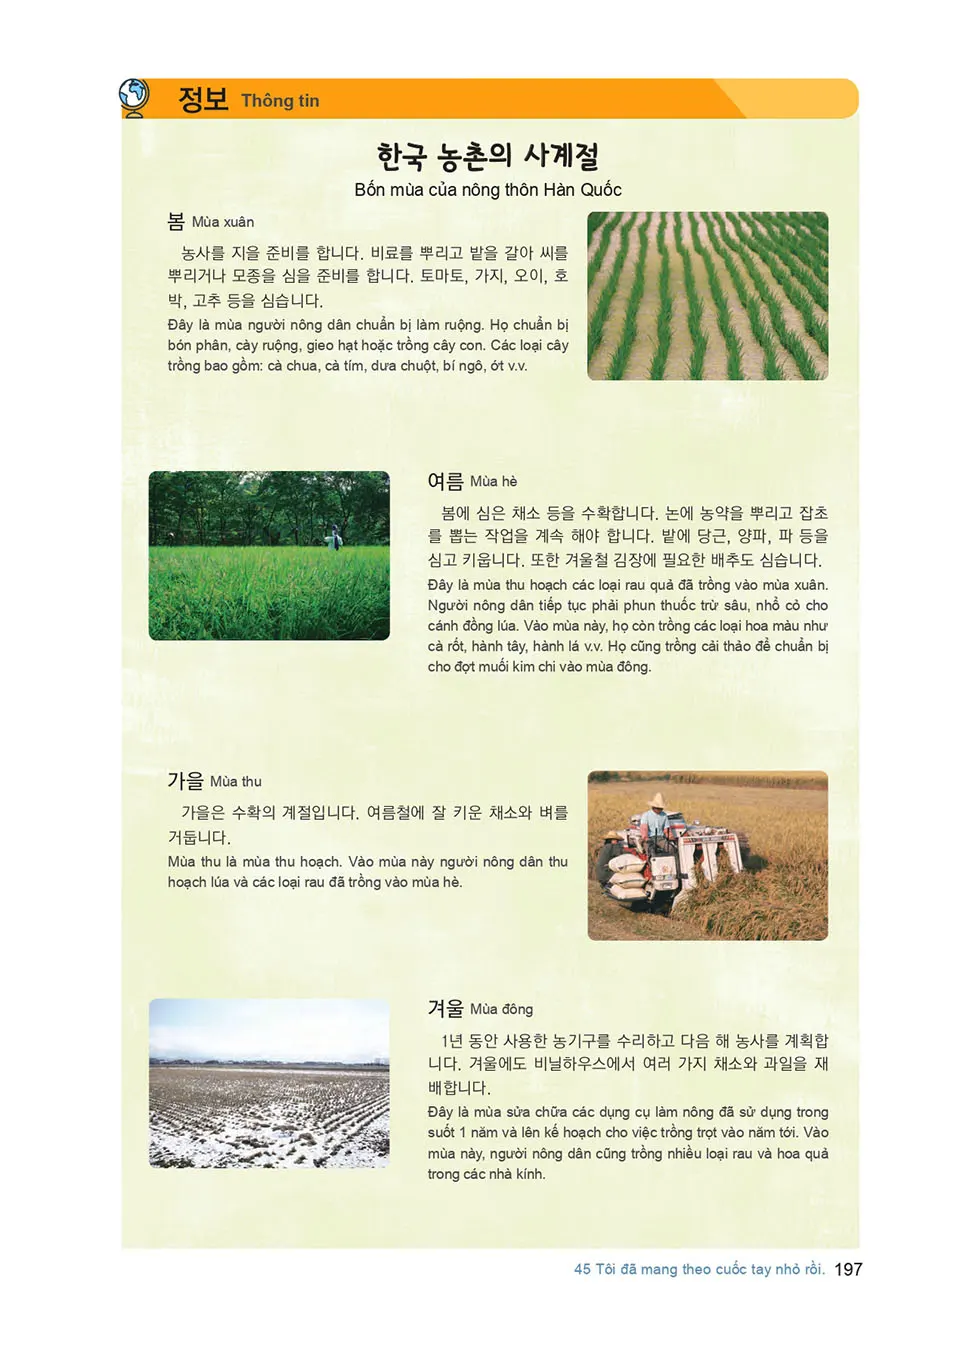 정보 Thông tin
한국 농촌의 사계절
Bốn mùa của nông thôn Hàn Quốc
봄 Mùa xuân
농사를 지을 준비를 합니다. 비료를 뿌리고 밭을 갈아 씨를
뿌리거나 모종을 심을 준비를 합니다. 토마토, 가지, 오이, 호
박, 고추 등을 심습니다.
Đây là mùa người nông dân chuẩn bị làm ruộng. Họ chuẩn bị
bón phân, cày ruộng, gieo hạt hoặc trồng cây con. Các loại cây
trồng bao gồm: cà chua, cà tím, dưa chuột, bí ngô, ớt v.v.
여름 Mùa hè
봄에 심은 채소 등을 수확합니다. 논에 농약을 뿌리고 잡초
를 뽑는 작업을 계속 해야 합니다. 밭에 당근, 양파, 파 등을
심고 키웁니다. 또한 겨울철 김장에 필요한 배추도 심습니다.
Đây là mùa thu hoạch các loại rau quả đã trồng vào mùa xuân.
Người nông dân tiếp tục phải phun thuốc trừ sâu, nhổ cỏ cho
cánh đồng lúa. Vào mùa này, họ còn trồng các loại hoa màu như
cà rốt, hành tây, hành lá v.v. Họ cũng trồng cải thảo để chuẩn bị
cho đợt muối kim chi vào mùa đông.
가을 Mùa thu
가을은 수확의 계절입니다. 여름철에 잘 키운 채소와 벼를
거둡니다.
Mùa thu là mùa thu hoạch. Vào mùa này người nông dân thu
hoạch lúa và các loại rau đã trồng vào mùa hè.
겨울 Mùa đông
1년 동안 사용한 농기구를 수리하고 다음 해 농사를 계획합
니다. 겨울에도 비닐하우스에서 여러 가지 채소와 과일을 재
배합니다.
Đây là mùa sửa chữa các dụng cụ làm nông đã sử dụng trong
suốt 1 năm và lên kế hoạch cho việc trồng trọt vào năm tới. Vào
mùa này, người nông dân cũng trồng nhiều loại rau và hoa quả
trong các nhà kính.
45 Tôi đã mang theo cuốc tay nhỏ rồi. 197